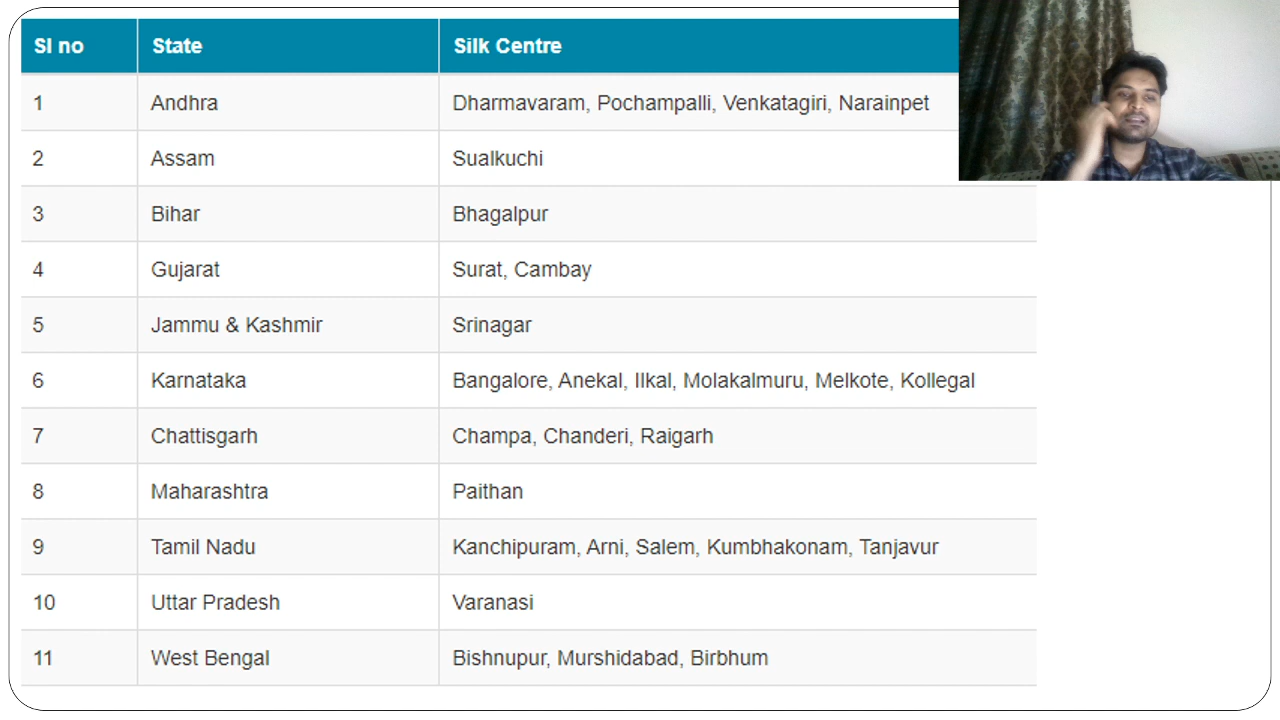 Sl no State Silk Centre
1 Andhra Dharmavaram, Pochampalli, Venkatagiri, Narainpet
2 Assam Sualkuchi
3 Bihar Bhagalpur
4 Gujarat Surat, Cambay
5 Jammu & Kashmir Srinagar
6 Karnataka Bangalore, Anekal, Ilkal, Molakalmuru, Melkote, Kollegal
7 Chattisgarh Champa, Chanderi, Raigarh
8 Maharashtra Paithan
9 Tamil Nadu Kanchipuram, Arni, Salem, Kumbhakonam, Tanjavur
10 Uttar Pradesh Varanasi
11 West Bengal Bishnupur, Murshidabad, Birbhum